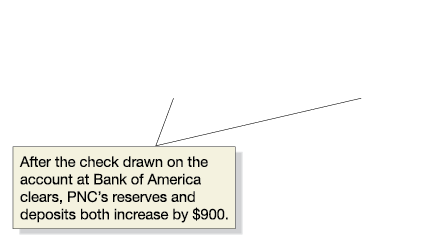 After the check drawn on the
account at Bank of America
clears, PNC's reserves and
deposits both increase by $900.